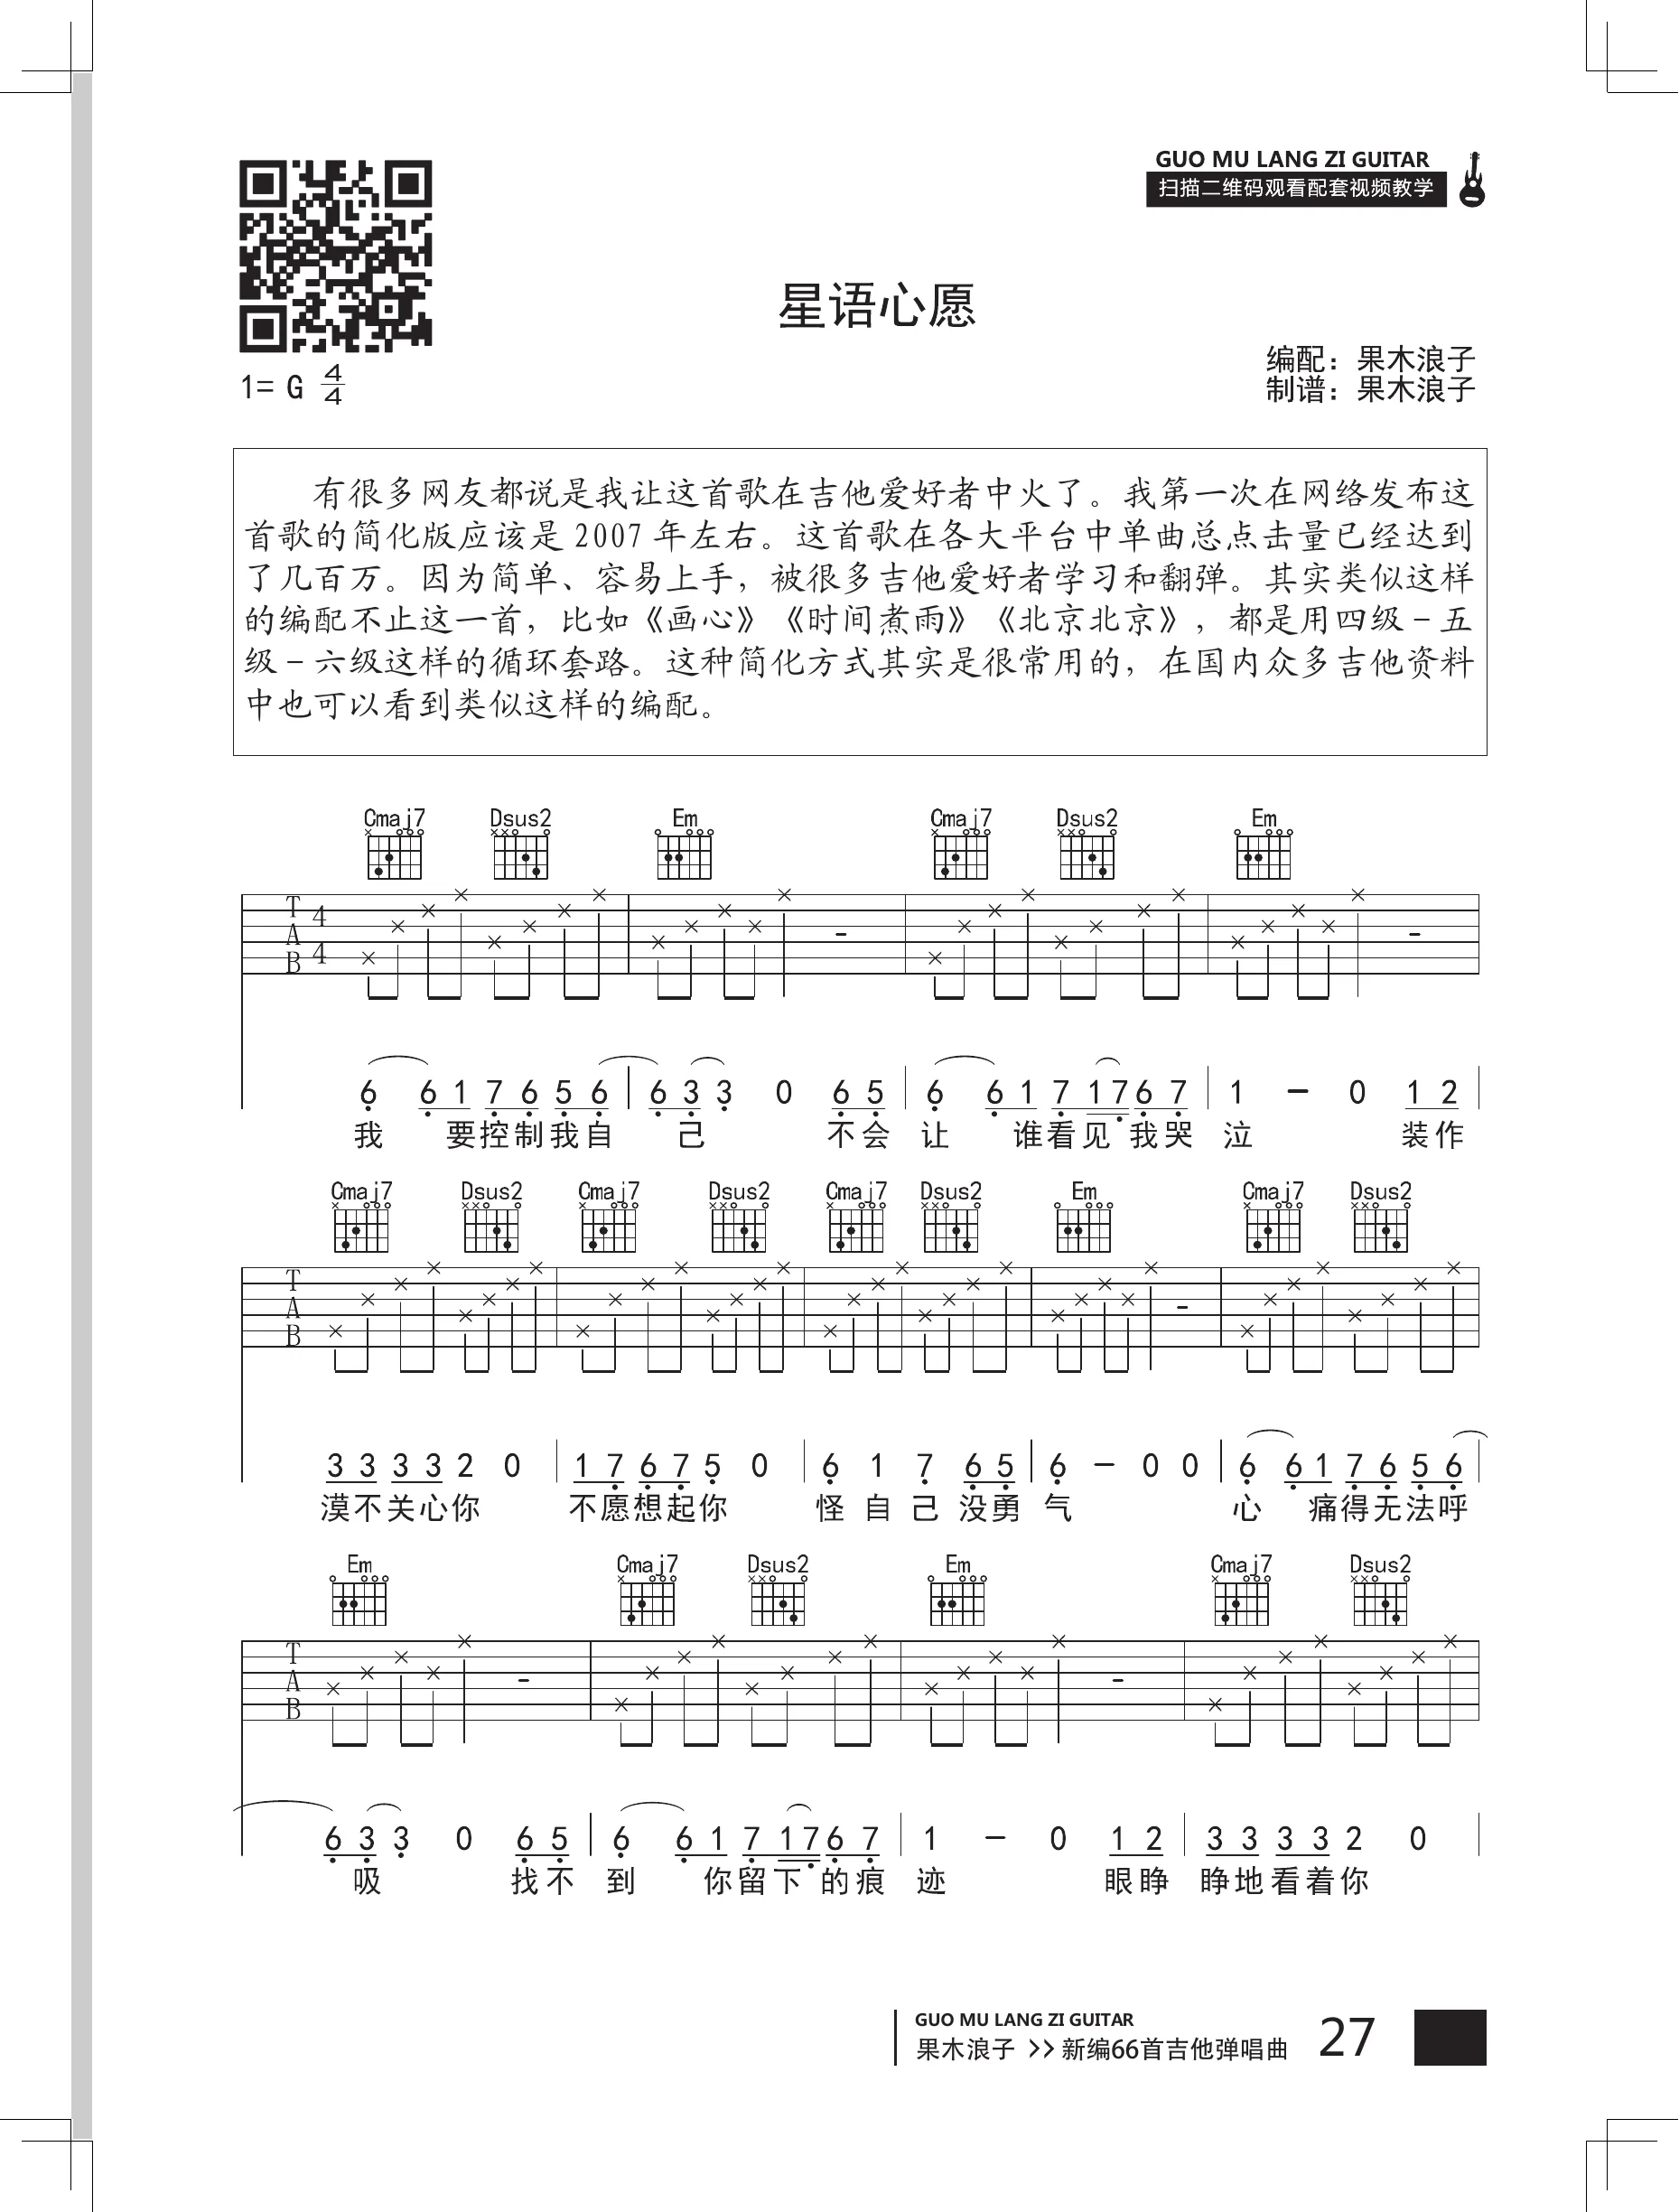 GUO MU LANG ZI GUITAR
扫描二维码观看配套视频教学
星语心愿
编配：果木浪子
1= G 4/4
制谱：果木浪子
有很多网友都说是我让这首歌在吉他爱好者中火了。我第一次在网络发布这
首歌的简化版应该是 2007 年左右。这首歌在各大平台中单曲总点击量已经达到
了几百万。因为简单、容易上手，被很多吉他爱好者学习和翻弹。其实类似这样
的编配不止这一首，比如《画心》《时间煮雨》《北京北京》，都是用四级－五
级－六级这样的循环套路。这种简化方式其实是很常用的，在国内众多吉他资料
中也可以看到类似这样的编配。
Cmaj7 Dsus2 Em Cmaj7 Dsus2 Em
T A B 4 4
6 6 1 7 6 5 6 6 3 3 0 6 5 6 6 1 7 1 7 6 7 1 － 0 1 2
我 要控制我自 己 不会 让 谁看见 我哭 泣 装作
Cmaj7 Dsus2 Cmaj7 Dsus2 Cmaj7 Dsus2 Em Cmaj7 Dsus2
T A B
3 3 3 3 2 0 1 7 6 7 5 0 6 1 7 6 5 6 － 0 0 6 6 1 7 6 5 6
漠不关心你 不愿想起你 怪 自 己 没勇 气 心 痛得无法呼
Em Cmaj7 Dsus2 Em Cmaj7 Dsus2
T A B
6 3 3 0 6 5 6 6 1 7 1 7 6 7 1 － 0 1 2 3 3 3 3 2 0
吸 找不 到 你留下 的痕 迹 眼睁 睁地看着你
GUO MU LANG ZI GUITAR
果木浪子 >> 新编66首吉他弹唱曲 27